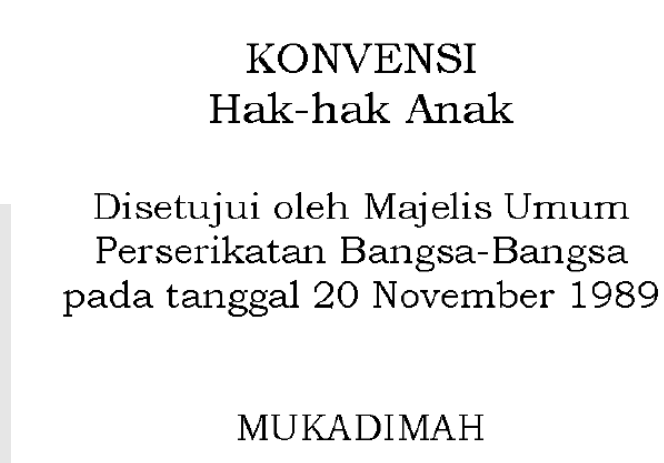 KONVENSI
Hak-hak Anak
Disetujui oleh Majelis Umum
Perserikatan Bangsa-Bangsa
pada tanggal 20 November 1989
MUKADIMAH